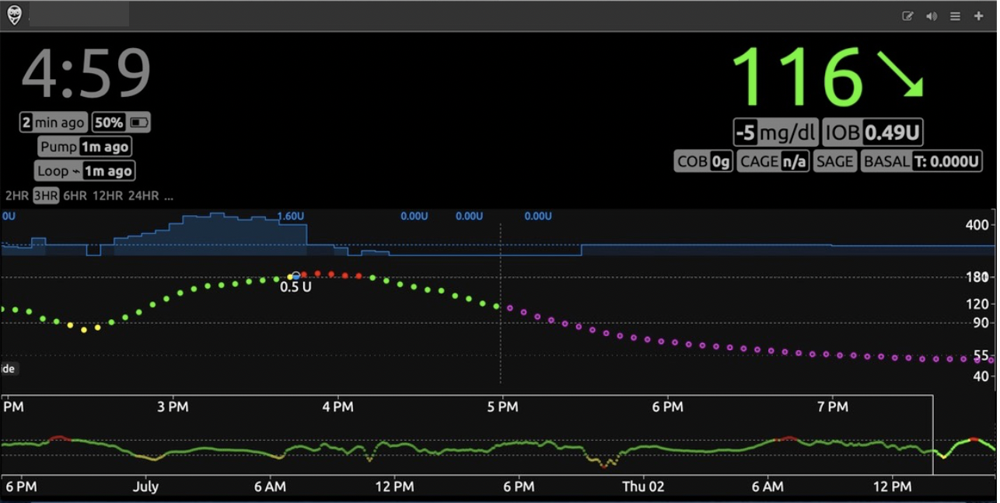 4:59
116
2 min ago 50%
-5 mg/dl IOB 0.49U
Pump 1m ago
COB 0g CAGE n/a SAGE BASAL T: 0.000U
Loop ⌁ 1m ago
2HR 3HR 6HR 12HR 24HR ...
0U 1.60U 0.00U 0.00U 0.00U
400
180
0.5 U
120
90
55
de
40
PM 3 PM 4 PM 5 PM 6 PM 7 PM
6 PM July 6 AM 12 PM 6 PM Thu 02 6 AM 12 PM